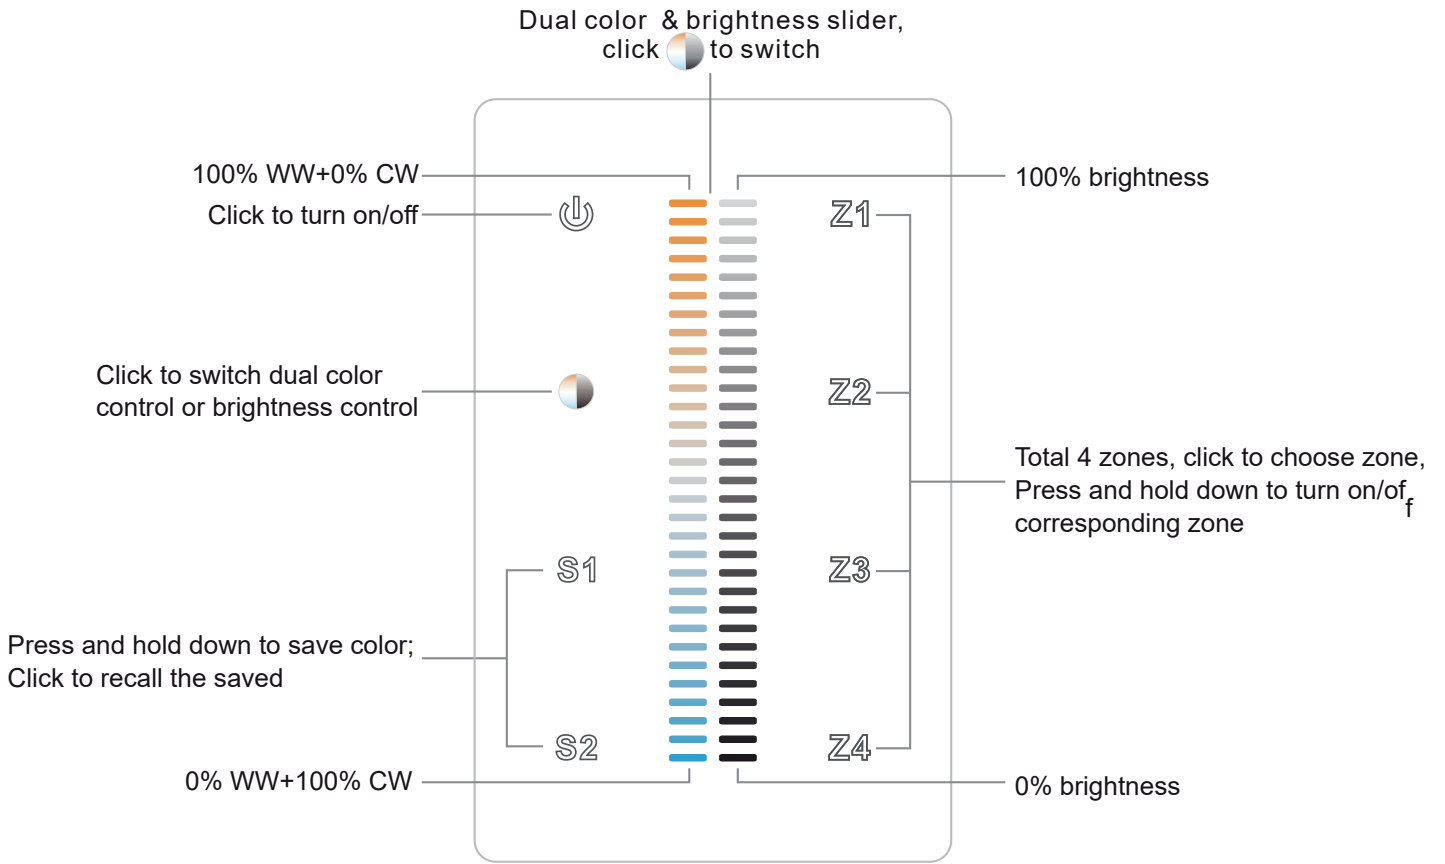 Dual color & brightness slider,
click to switch
100% WW+0% CW
100% brightness
Click to turn on/off
Z1
Click to switch dual color
control or brightness control
Z2
Total 4 zones, click to choose zone,
Press and hold down to turn on/off
corresponding zone
S1
Z3
Press and hold down to save color;
Click to recall the saved
S2
Z4
0% WW+100% CW
0% brightness